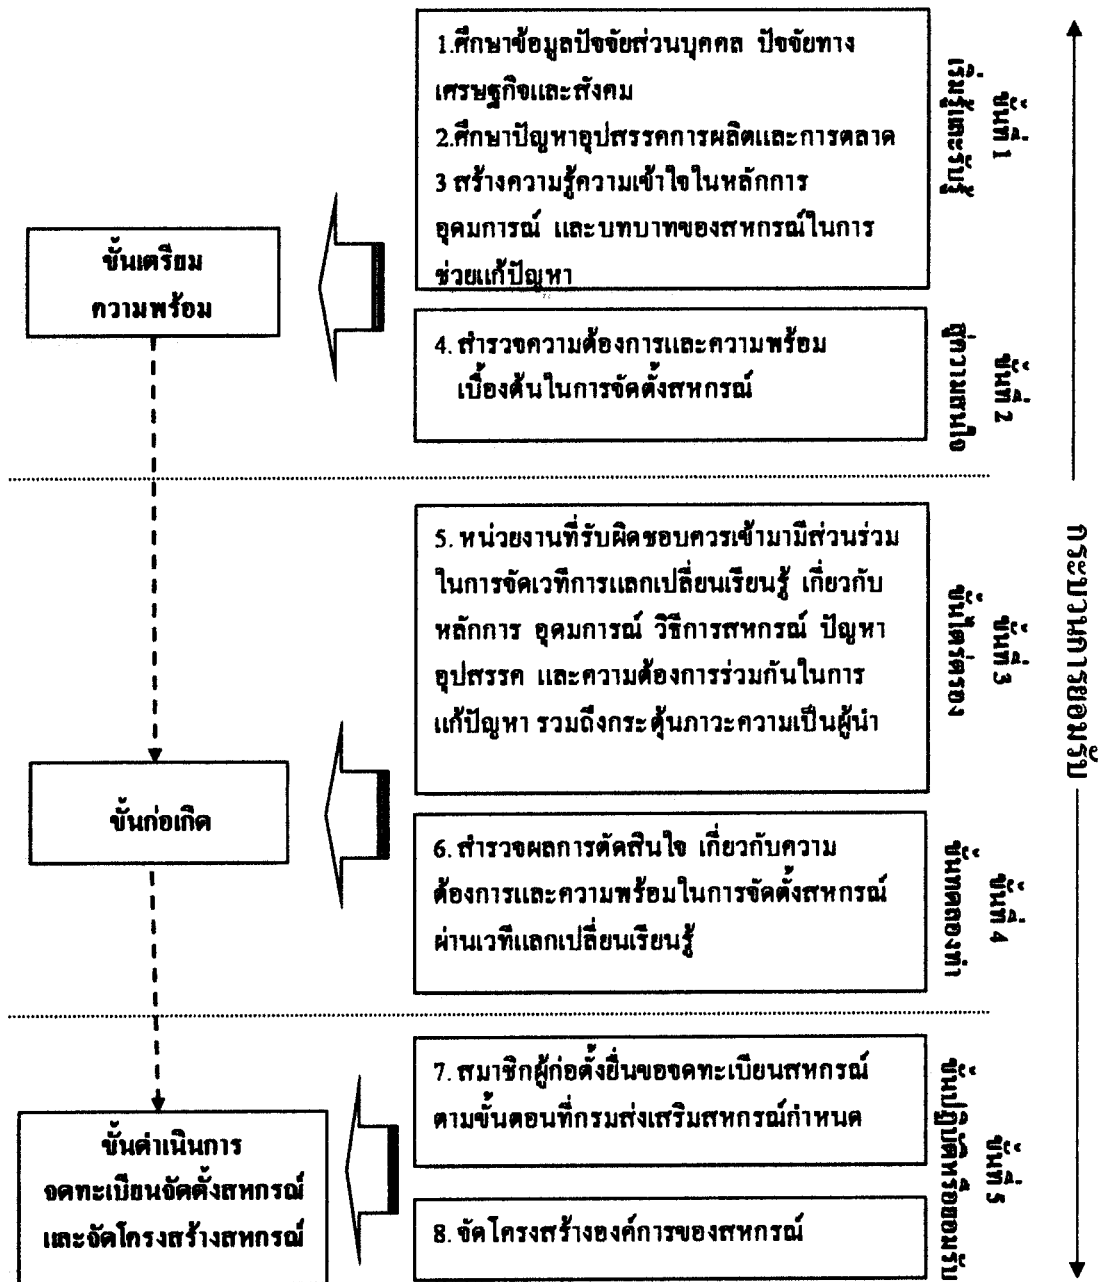 1.ศึกษาข้อมูลปัจจัยส่วนบุคคล ปัจจัยทาง
เศรษฐกิจและสังคม
2.ศึกษาปัญหาอุปสรรคการผลิตและการตลาด
3 สร้างความรู้ความเข้าใจในหลักการ
อุดมการณ์ และบทบาทของสหกรณ์ในการ
ช่วยแก้ปัญหา
ขั้นที่ 1
เริ่มรู้และรับรู้
ขั้นเตรียม
ความพร้อม
4. สำรวจความต้องการและความพร้อม
เบื้องต้นในการจัดตั้งสหกรณ์
ขั้นที่ 2
สู่ความสนใจ
5. หน่วยงานที่รับผิดชอบควรเข้ามามีส่วนร่วม
ในการจัดเวทีการแลกเปลี่ยนเรียนรู้ เกี่ยวกับ
หลักการ อุดมการณ์ วิธีการสหกรณ์ ปัญหา
อุปสรรค และความต้องการร่วมกันในการ
แก้ปัญหา รวมถึงกระตุ้นภาวะความเป็นผู้นำ
ขั้นที่ 3
ขั้นไตร่ตรอง
กระบวนการยอมรับ
ขั้นก่อเกิด
6. สำรวจผลการตัดสินใจ เกี่ยวกับความ
ต้องการและความพร้อมในการจัดตั้งสหกรณ์
ผ่านเวทีแลกเปลี่ยนเรียนรู้
ขั้นที่ 4
ขั้นทดลองทำ
7. สมาชิกผู้ก่อตั้งยื่นขอจดทะเบียนสหกรณ์
ตามขั้นตอนที่กรมส่งเสริมสหกรณ์กำหนด
ขั้นที่ 5
ขั้นปฏิบัติหรือยอมรับ
ขั้นดำเนินการ
จดทะเบียนจัดตั้งสหกรณ์
และจัดโครงสร้างสหกรณ์
8. จัดโครงสร้างองค์การของสหกรณ์